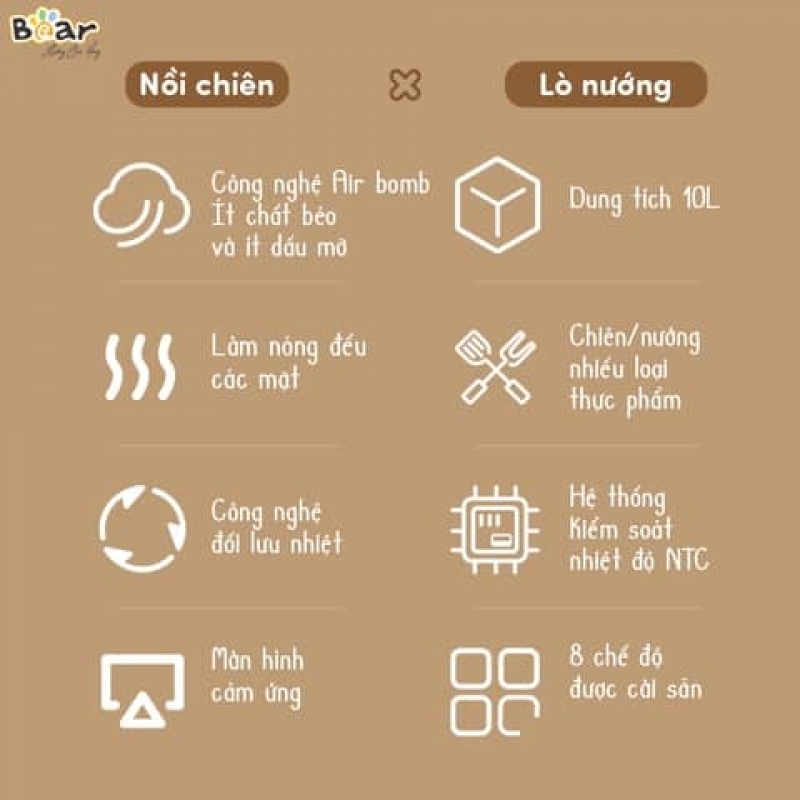 Bear
Nồi chiên
Lò nướng
Công nghệ Air bomb
Ít chất béo
và ít dầu mỡ
Dung tích 10L
Làm nóng đều
các mặt
Chiên/nướng
nhiều loại
thực phẩm
Công nghệ
đối lưu nhiệt
Hệ thống
Kiểm soát
nhiệt độ NTC
Màn hình
cảm ứng
8 chế độ
được cài sẵn